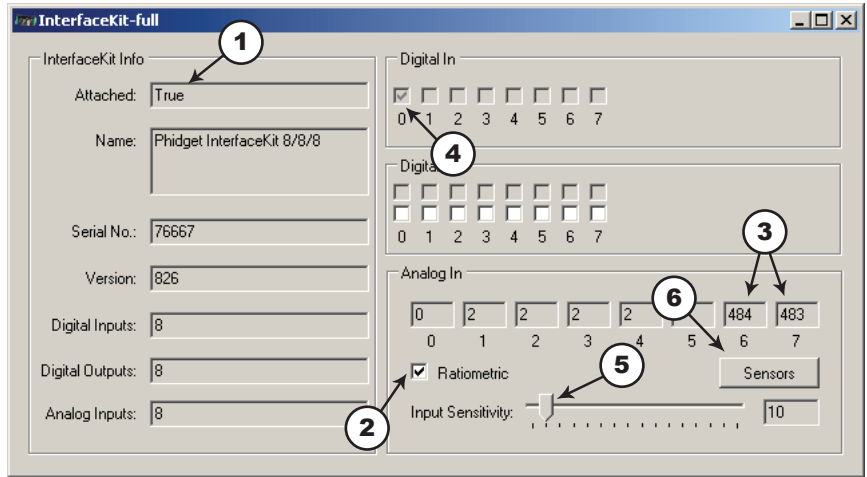 InterfaceKit-full
1
InterfaceKit Info
Attached: True
Name: Phidget InterfaceKit 8/8/8
Serial No.: 76667
Version: 826
Digital Inputs: 8
Digital Outputs: 8
Analog Inputs: 8
2
Digital In
0 1 2 3 4 5 6 7
4
0 1 2 3 4 5 6 7
3
Analog In
6
0 2 2 2 2 484 483
0 1 2 3 4 5 6 7
Ratiometric
5
Sensors
Input Sensitivity: 10